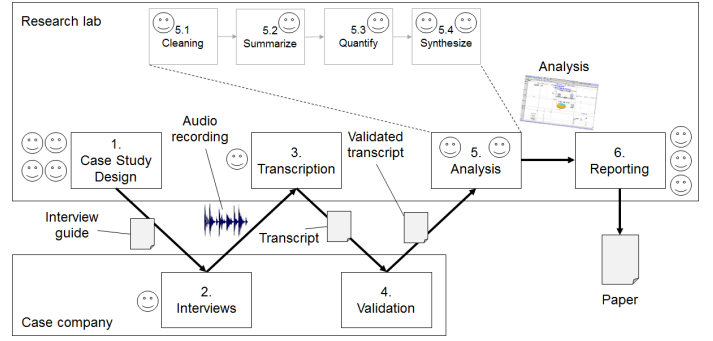 Research lab
5.1
Cleaning
5.2
Summarize
5.3
Quantify
5.4
Synthesize
Analysis
Audio
recording
Validated
transcript
1.
Case Study
Design
3.
Transcription
5.
Analysis
6.
Reporting
Interview
guide
Transcript
2.
Interviews
4.
Validation
Paper
Case company